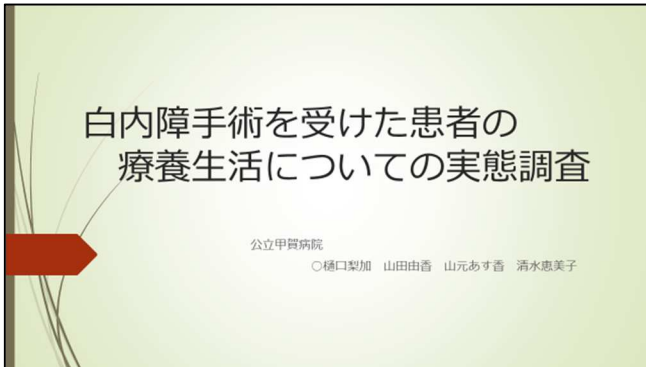 白内障手術を受けた患者の
療養生活についての実態調査
公立甲賀病院
○樋口梨加 山田由香 山元あす香 清水恵美子